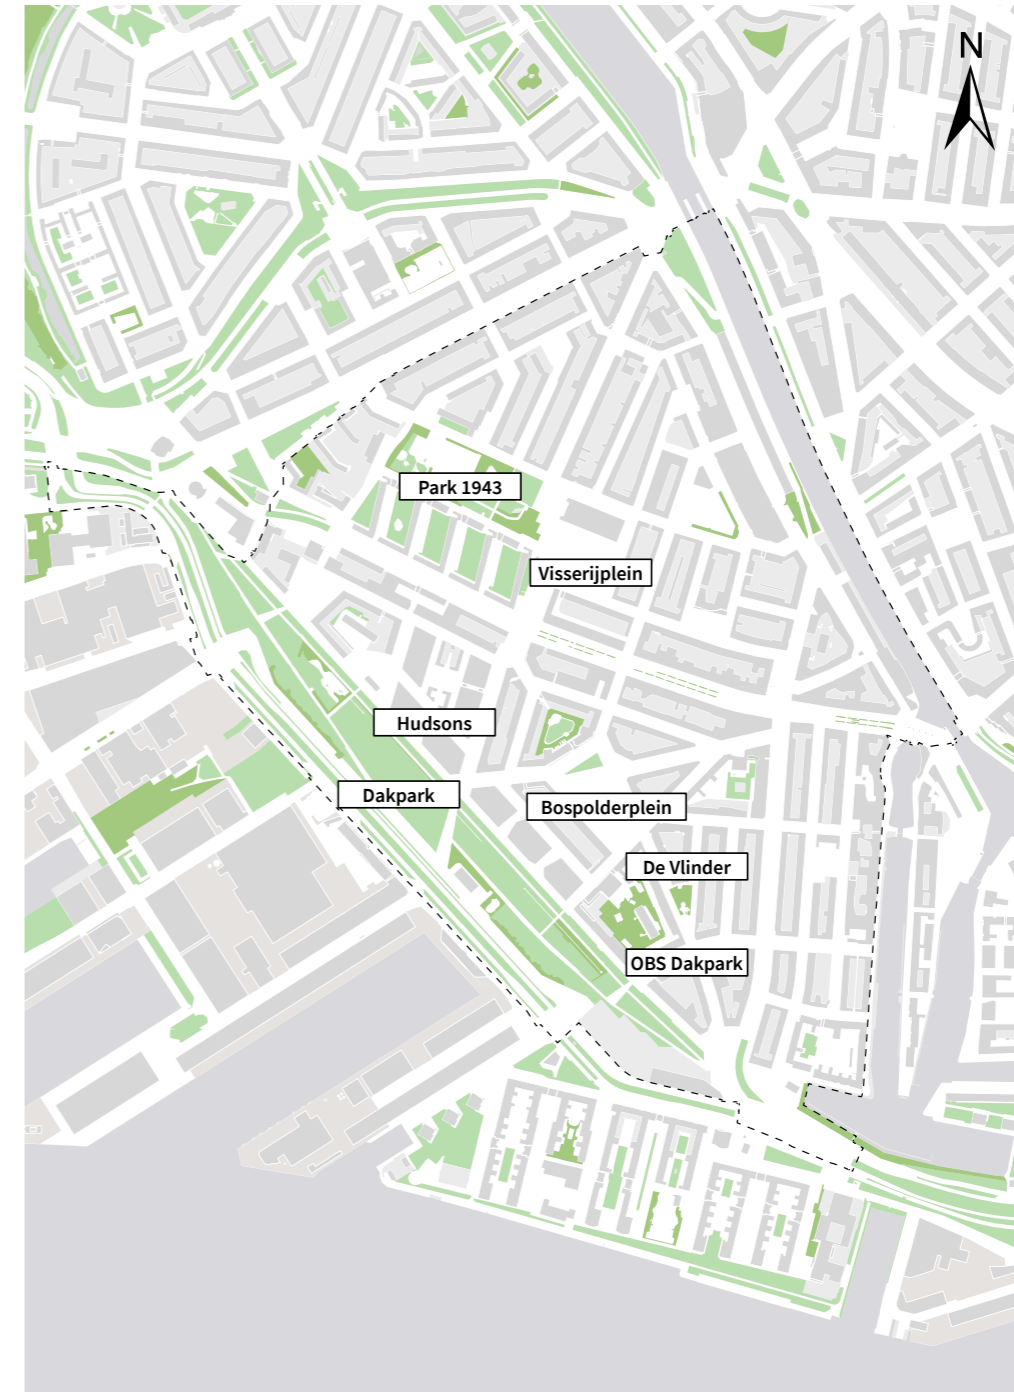 N
Park 1943
Visserijplein
Hudsons
Dakpark
Bospolderplein
De Vlinder
OBS Dakpark